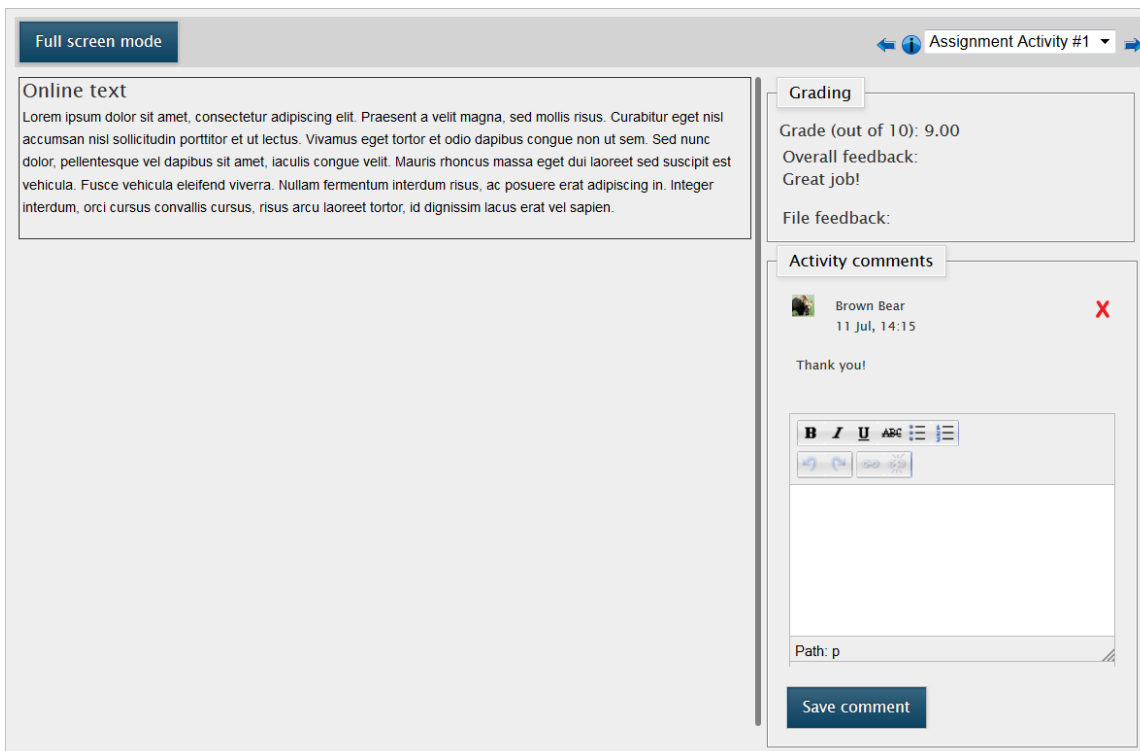 Full screen mode
Assignment Activity #1
Online text
Lorem ipsum dolor sit amet, consectetur adipiscing elit. Praesent a velit magna, sed mollis risus. Curabitur eget nisl
accumsan nisl sollicitudin porttitor et ut lectus. Vivamus eget tortor et odio dapibus congue non ut sem. Sed nunc
dolor, pellentesque vel dapibus sit amet, iaculis congue velit. Mauris rhoncus massa eget dui laoreet sed suscipit est
vehicula. Fusce vehicula eleifend viverra. Nullam fermentum interdum risus, ac posuere erat adipiscing in. Integer
interdum, orci cursus convallis cursus, risus arcu laoreet tortor, id dignissim lacus erat vel sapien.
Grading
Grade (out of 10): 9.00
Overall feedback:
Great job!
File feedback:
Activity comments
Brown Bear
11 Jul, 14:15
Thank you!
B I U ABC
Path: p
Save comment